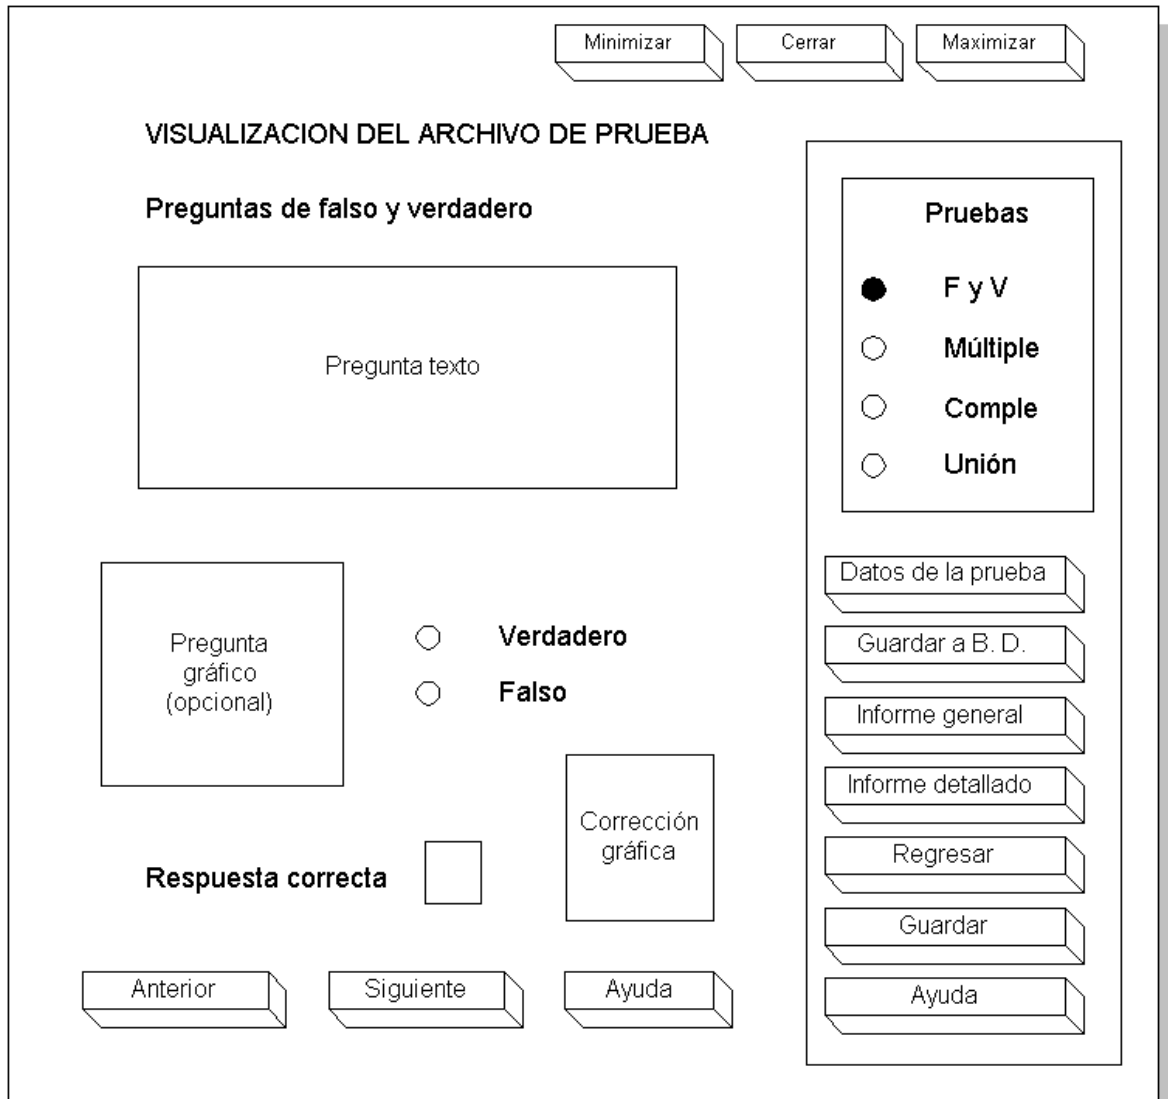 Minimizar
Cerrar
Maximizar
VISUALIZACION DEL ARCHIVO DE PRUEBA
Preguntas de falso y verdadero
Pregunta texto
Pregunta
gráfico
(opcional)
Verdadero
Falso
Corrección
gráfica
Respuesta correcta
Anterior
Siguiente
Ayuda
Pruebas
F y V
Múltiple
Comple
Unión
Datos de la prueba
Guardar a B. D.
Informe general
Informe detallado
Regresar
Guardar
Ayuda